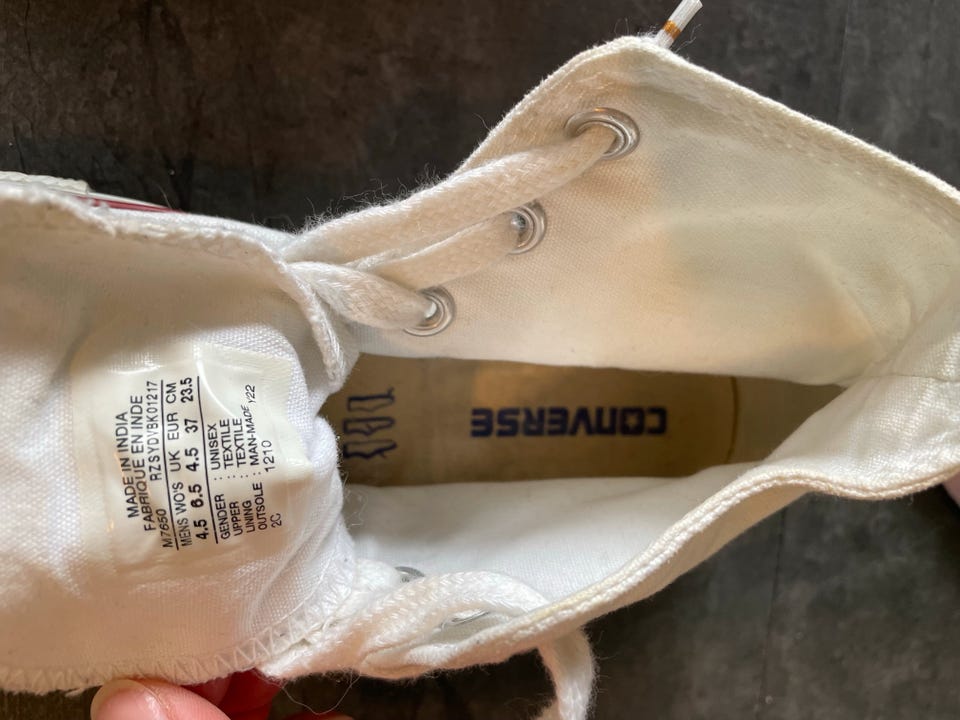 MADE IN INDIA
FABRIQUE EN INDE
M7650 RZSYDVBK01217
MENS WO'S UK EUR CM
4.5 6.5 4.5 37 23.5
GENDER : UNISEX
UPPER : TEXTILE
LINING : TEXTILE
OUTSOLE : MAN-MADE Y22
2C 1210
CONVERSE